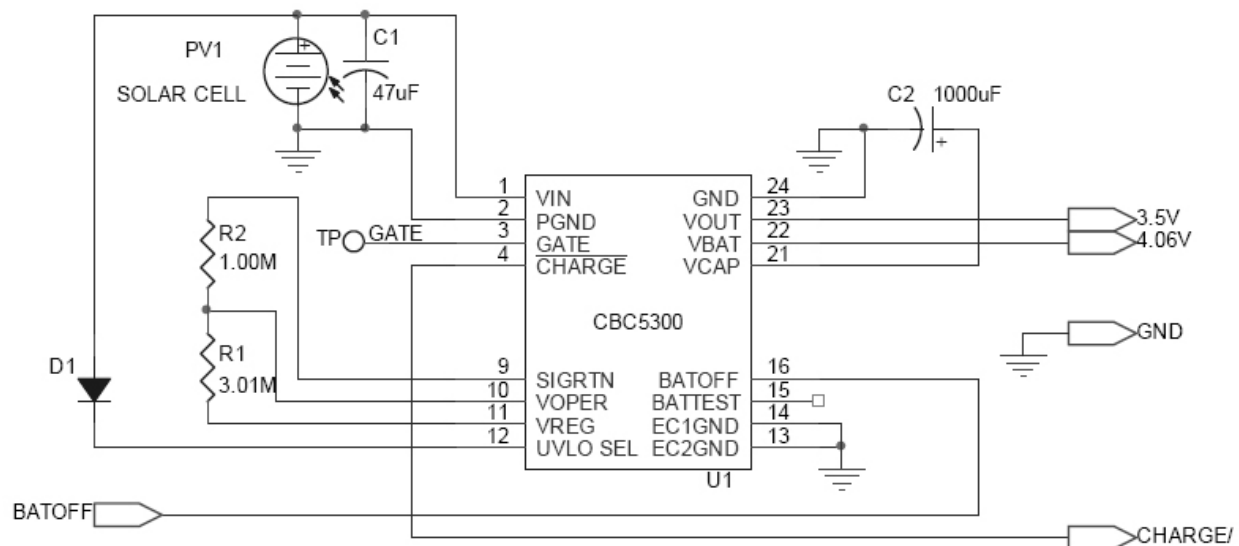 PV1
SOLAR CELL
C1
47uF
C2 1000uF
1 VIN
2 PGND
3 GATE
4 CHARGE
TP GATE
R2
1.00M
R1
3.01M
D1
9 SIGRTN
10 VOPER
11 VREG
12 UVLO SEL
CBC5300
GND 24
VOUT 23
VBAT 22
VCAP 21
BATOFF 16
BATTEST 15
EC1GND 14
EC2GND 13
U1
3.5V
4.06V
GND
BATOFF
CHARGE/